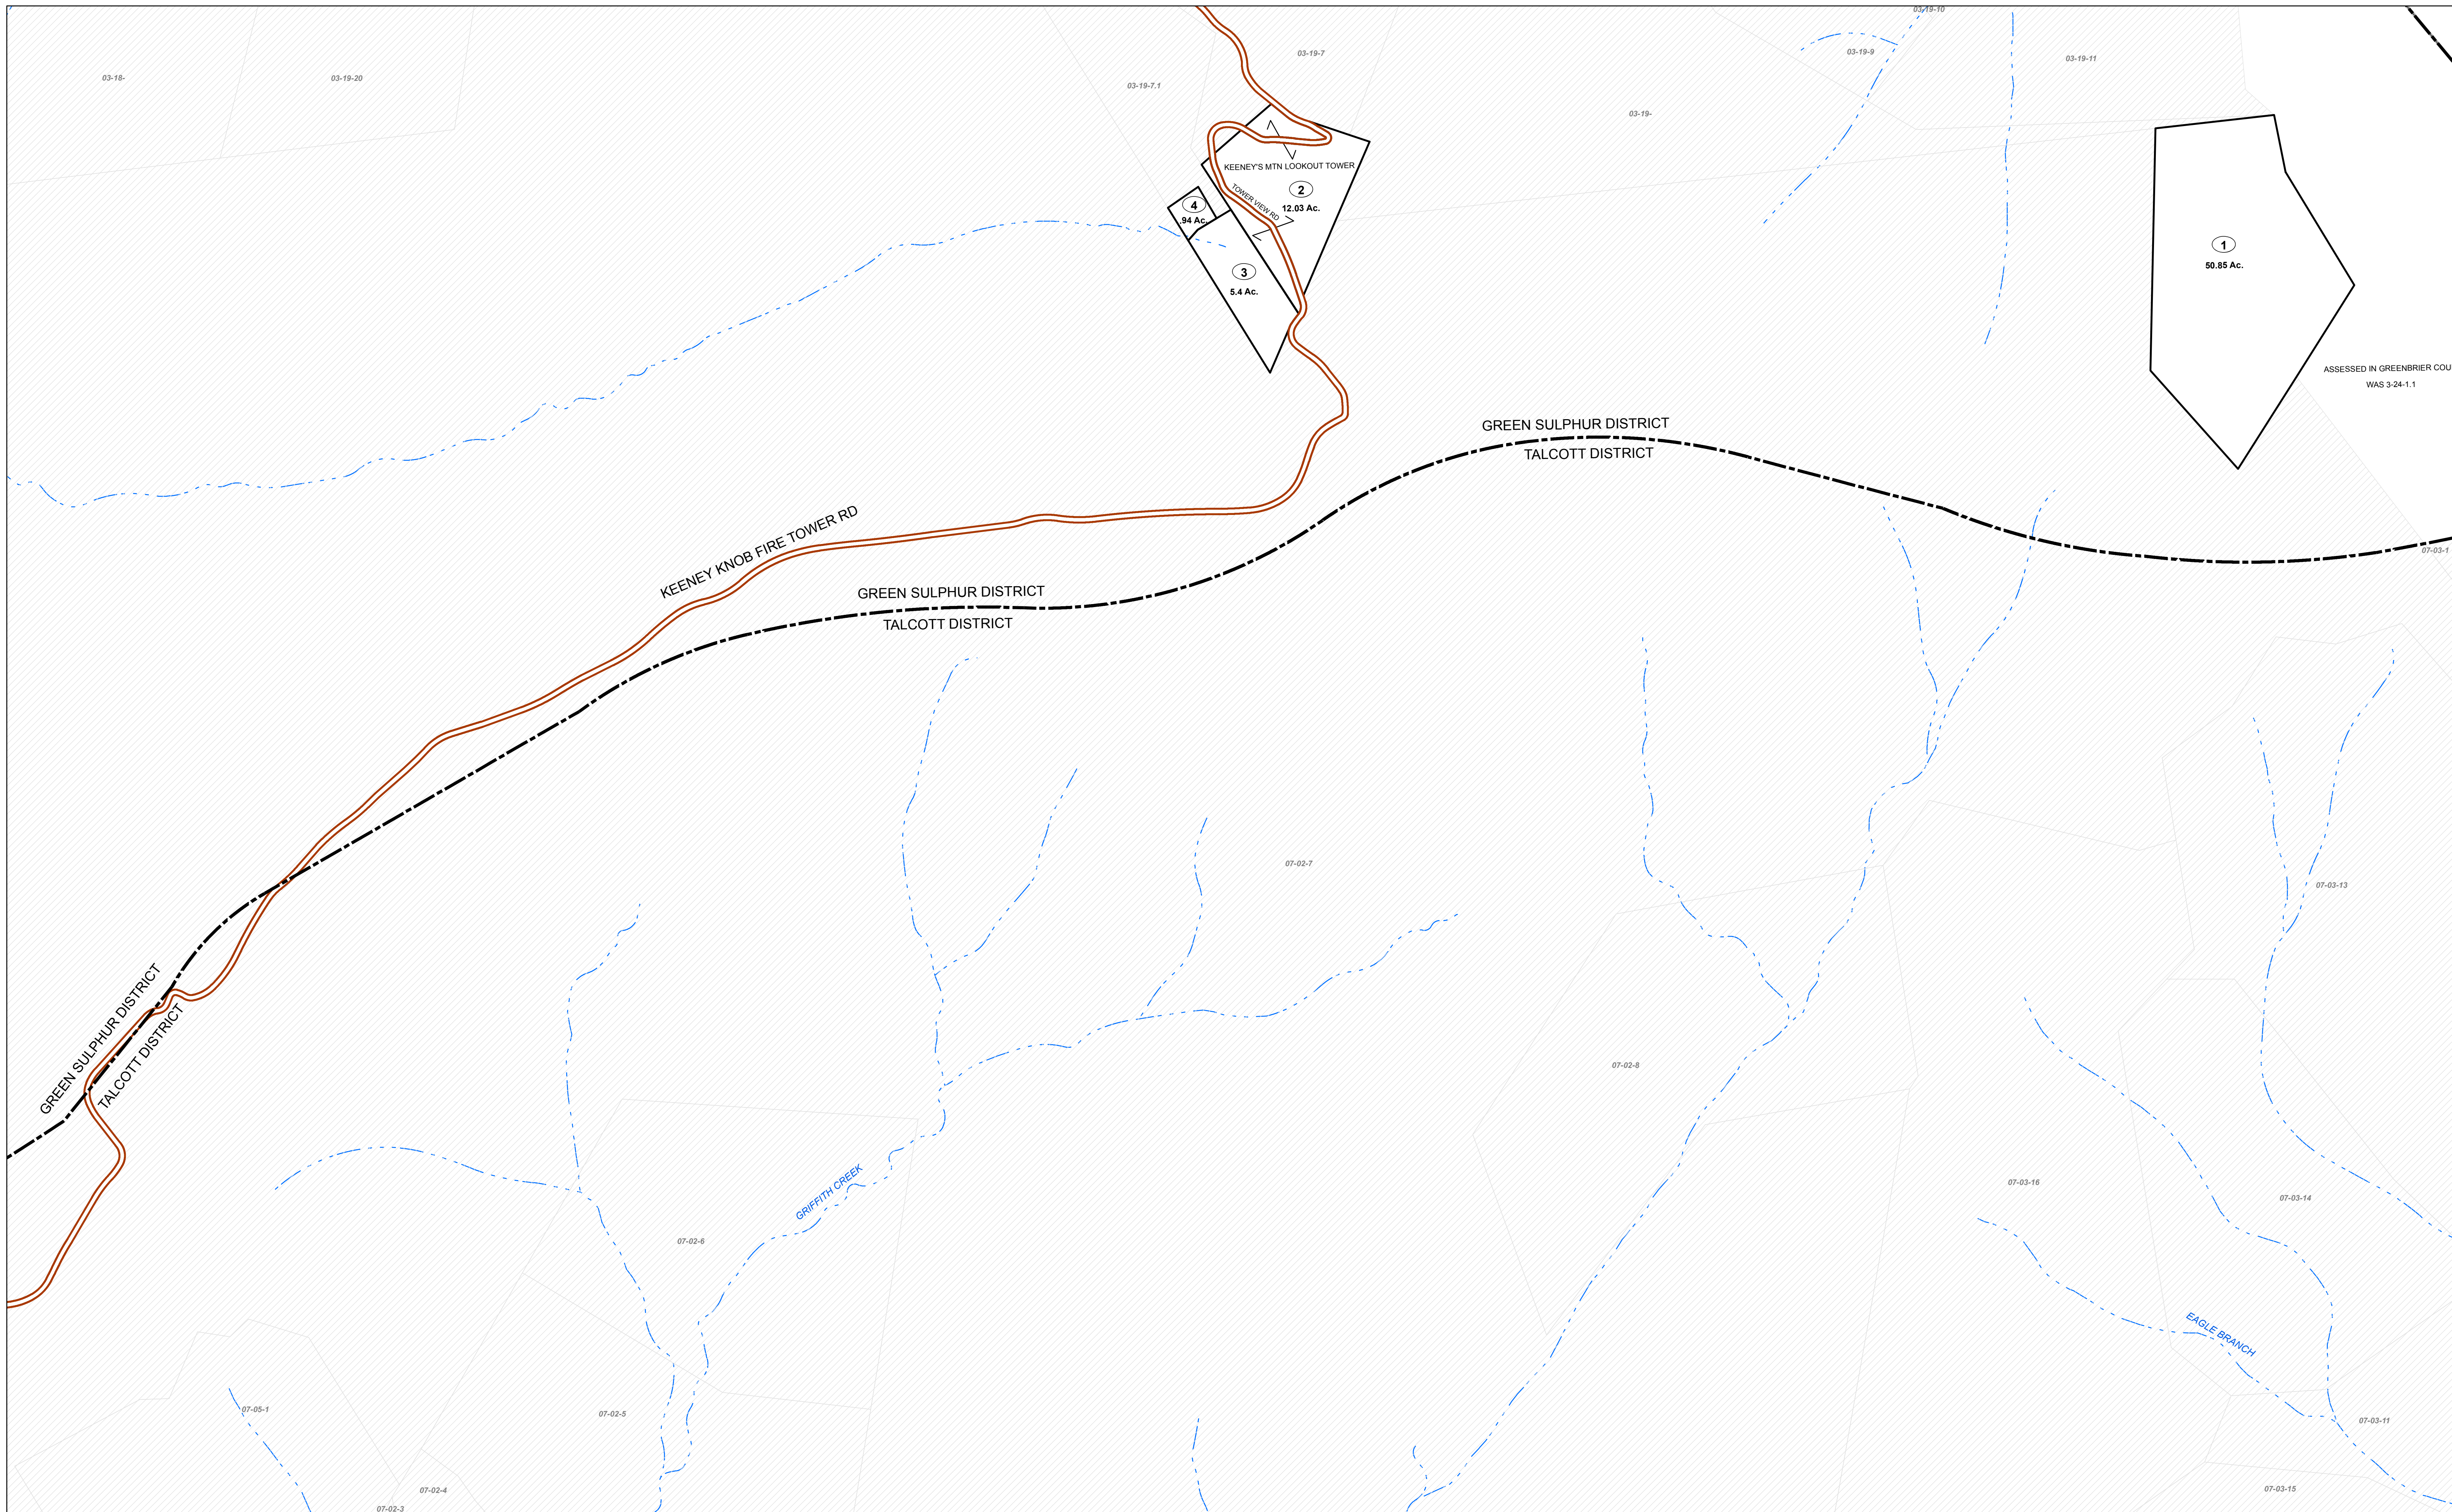 03-19-10
03-19-7
03-19-9
03-19-11
03-18-
03-19-20
03-19-7.1
03-19-
KEENEY'S MTN LOOKOUT TOWER
2
12.03 Ac.
TOWER VIEW RD
4
.94 Ac.
3
5.4 Ac.
1
50.85 Ac.
ASSESSED IN GREENBRIER COU
WAS 3-24-1.1
GREEN SULPHUR DISTRICT
TALCOTT DISTRICT
KEENEY KNOB FIRE TOWER RD
07-03-1
GREEN SULPHUR DISTRICT
TALCOTT DISTRICT
07-02-7
07-03-13
GREEN SULPHUR DISTRICT
TALCOTT DISTRICT
07-02-8
GRIFFITH CREEK
07-03-16
07-03-14
07-02-6
EAGLE BRANCH
07-05-1
07-02-5
07-03-11
07-02-4
07-03-15
07-02-3